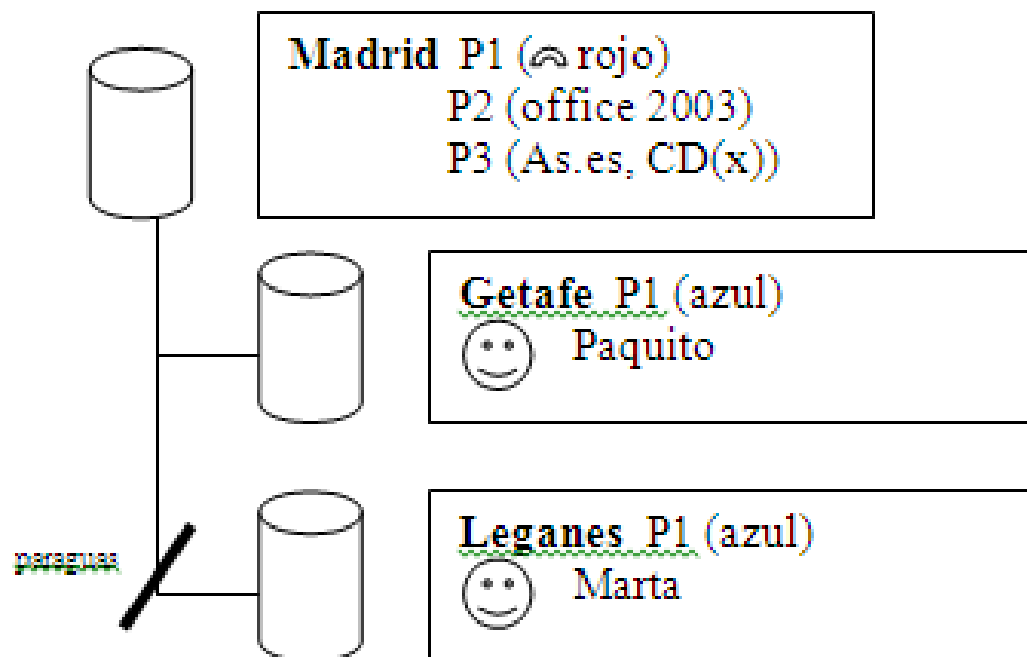 Madrid P1 (rojo)
P2 (office 2003)
P3 (As.es, CD(x))
Getafe P1 (azul)
Paquito
paraguas
Leganes P1 (azul)
Marta